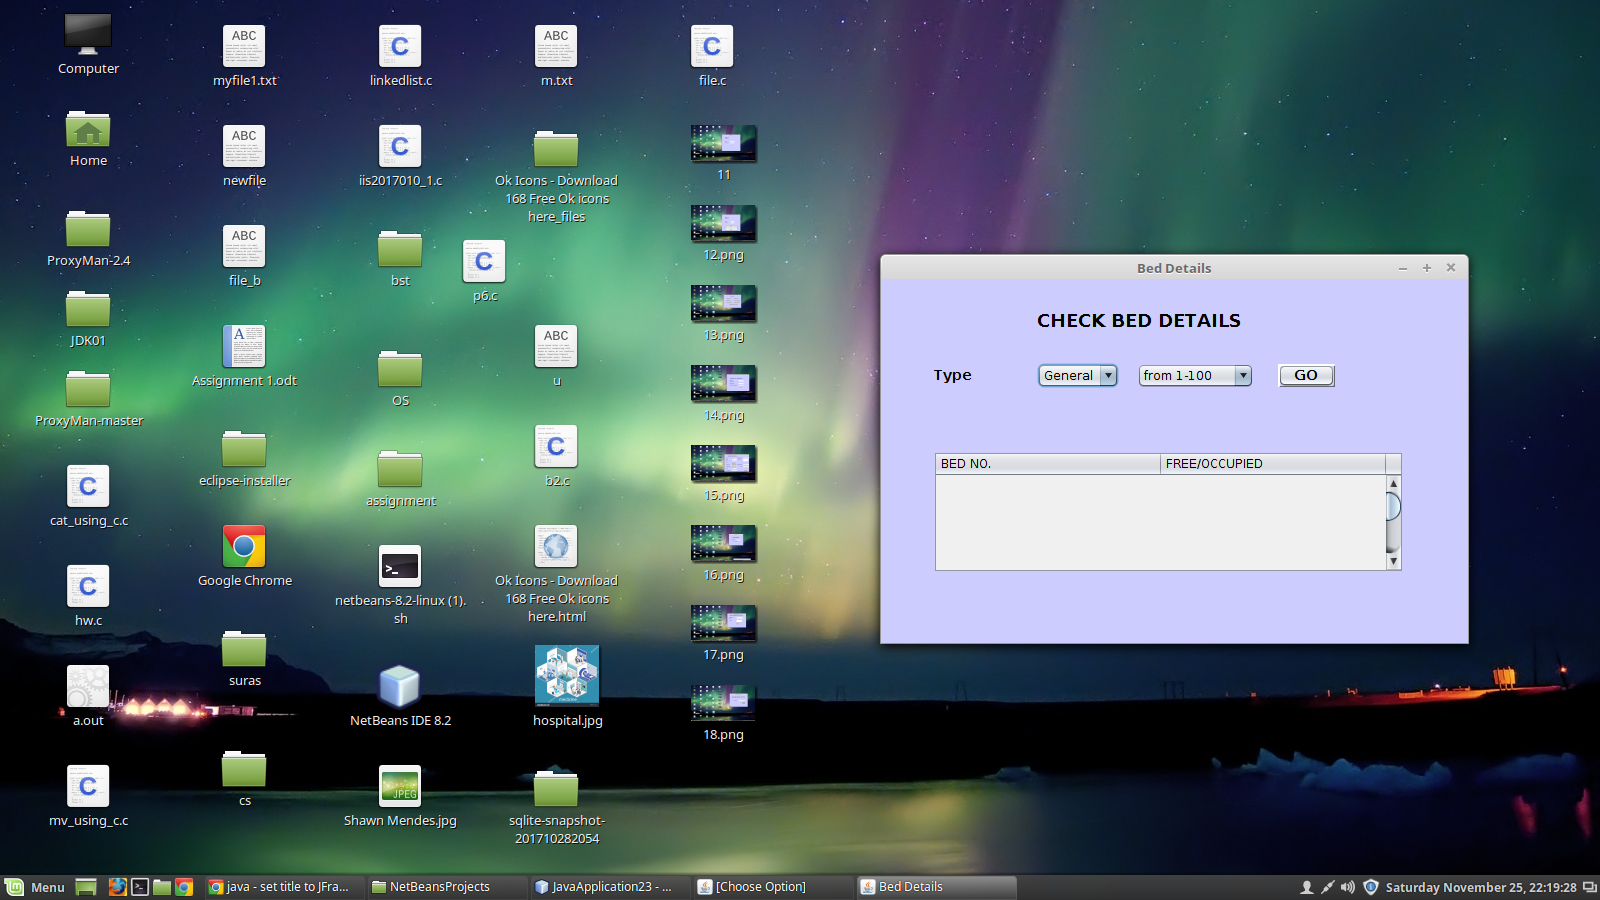 Computer
Home
ProxyMan-2.4
JDK01
ProxyMan-master
C
cat_using_c.c
C
hw.c
a.out
C
mv_using_c.c
ABC
myfile1.txt
ABC
newfile
ABC
file_b
A
Assignment 1.odt
eclipse-installer
Google Chrome
suras
cs
C
linkedlist.c
C
iis2017010_1.c
bst
OS
assignment
>_
netbeans-8.2-linux (1).
sh
NetBeans IDE 8.2
JPEG
Shawn Mendes.jpg
C
p6.c
ABC
m.txt
Ok Icons - Download
168 Free Ok icons
here_files
ABC
u
C
b2.c
Ok Icons - Download
168 Free Ok icons
here.html
hospital.jpg
sqlite-snapshot-
201710282054
C
file.c
11
12.png
13.png
14.png
15.png
16.png
17.png
18.png
Bed Details
CHECK BED DETAILS
Type General from 1-100 GO
BED NO. FREE/OCCUPIED
Menu java - set title to JFra... NetBeansProjects JavaApplication23 - ... [Choose Option] Bed Details Saturday November 25, 22:19:28